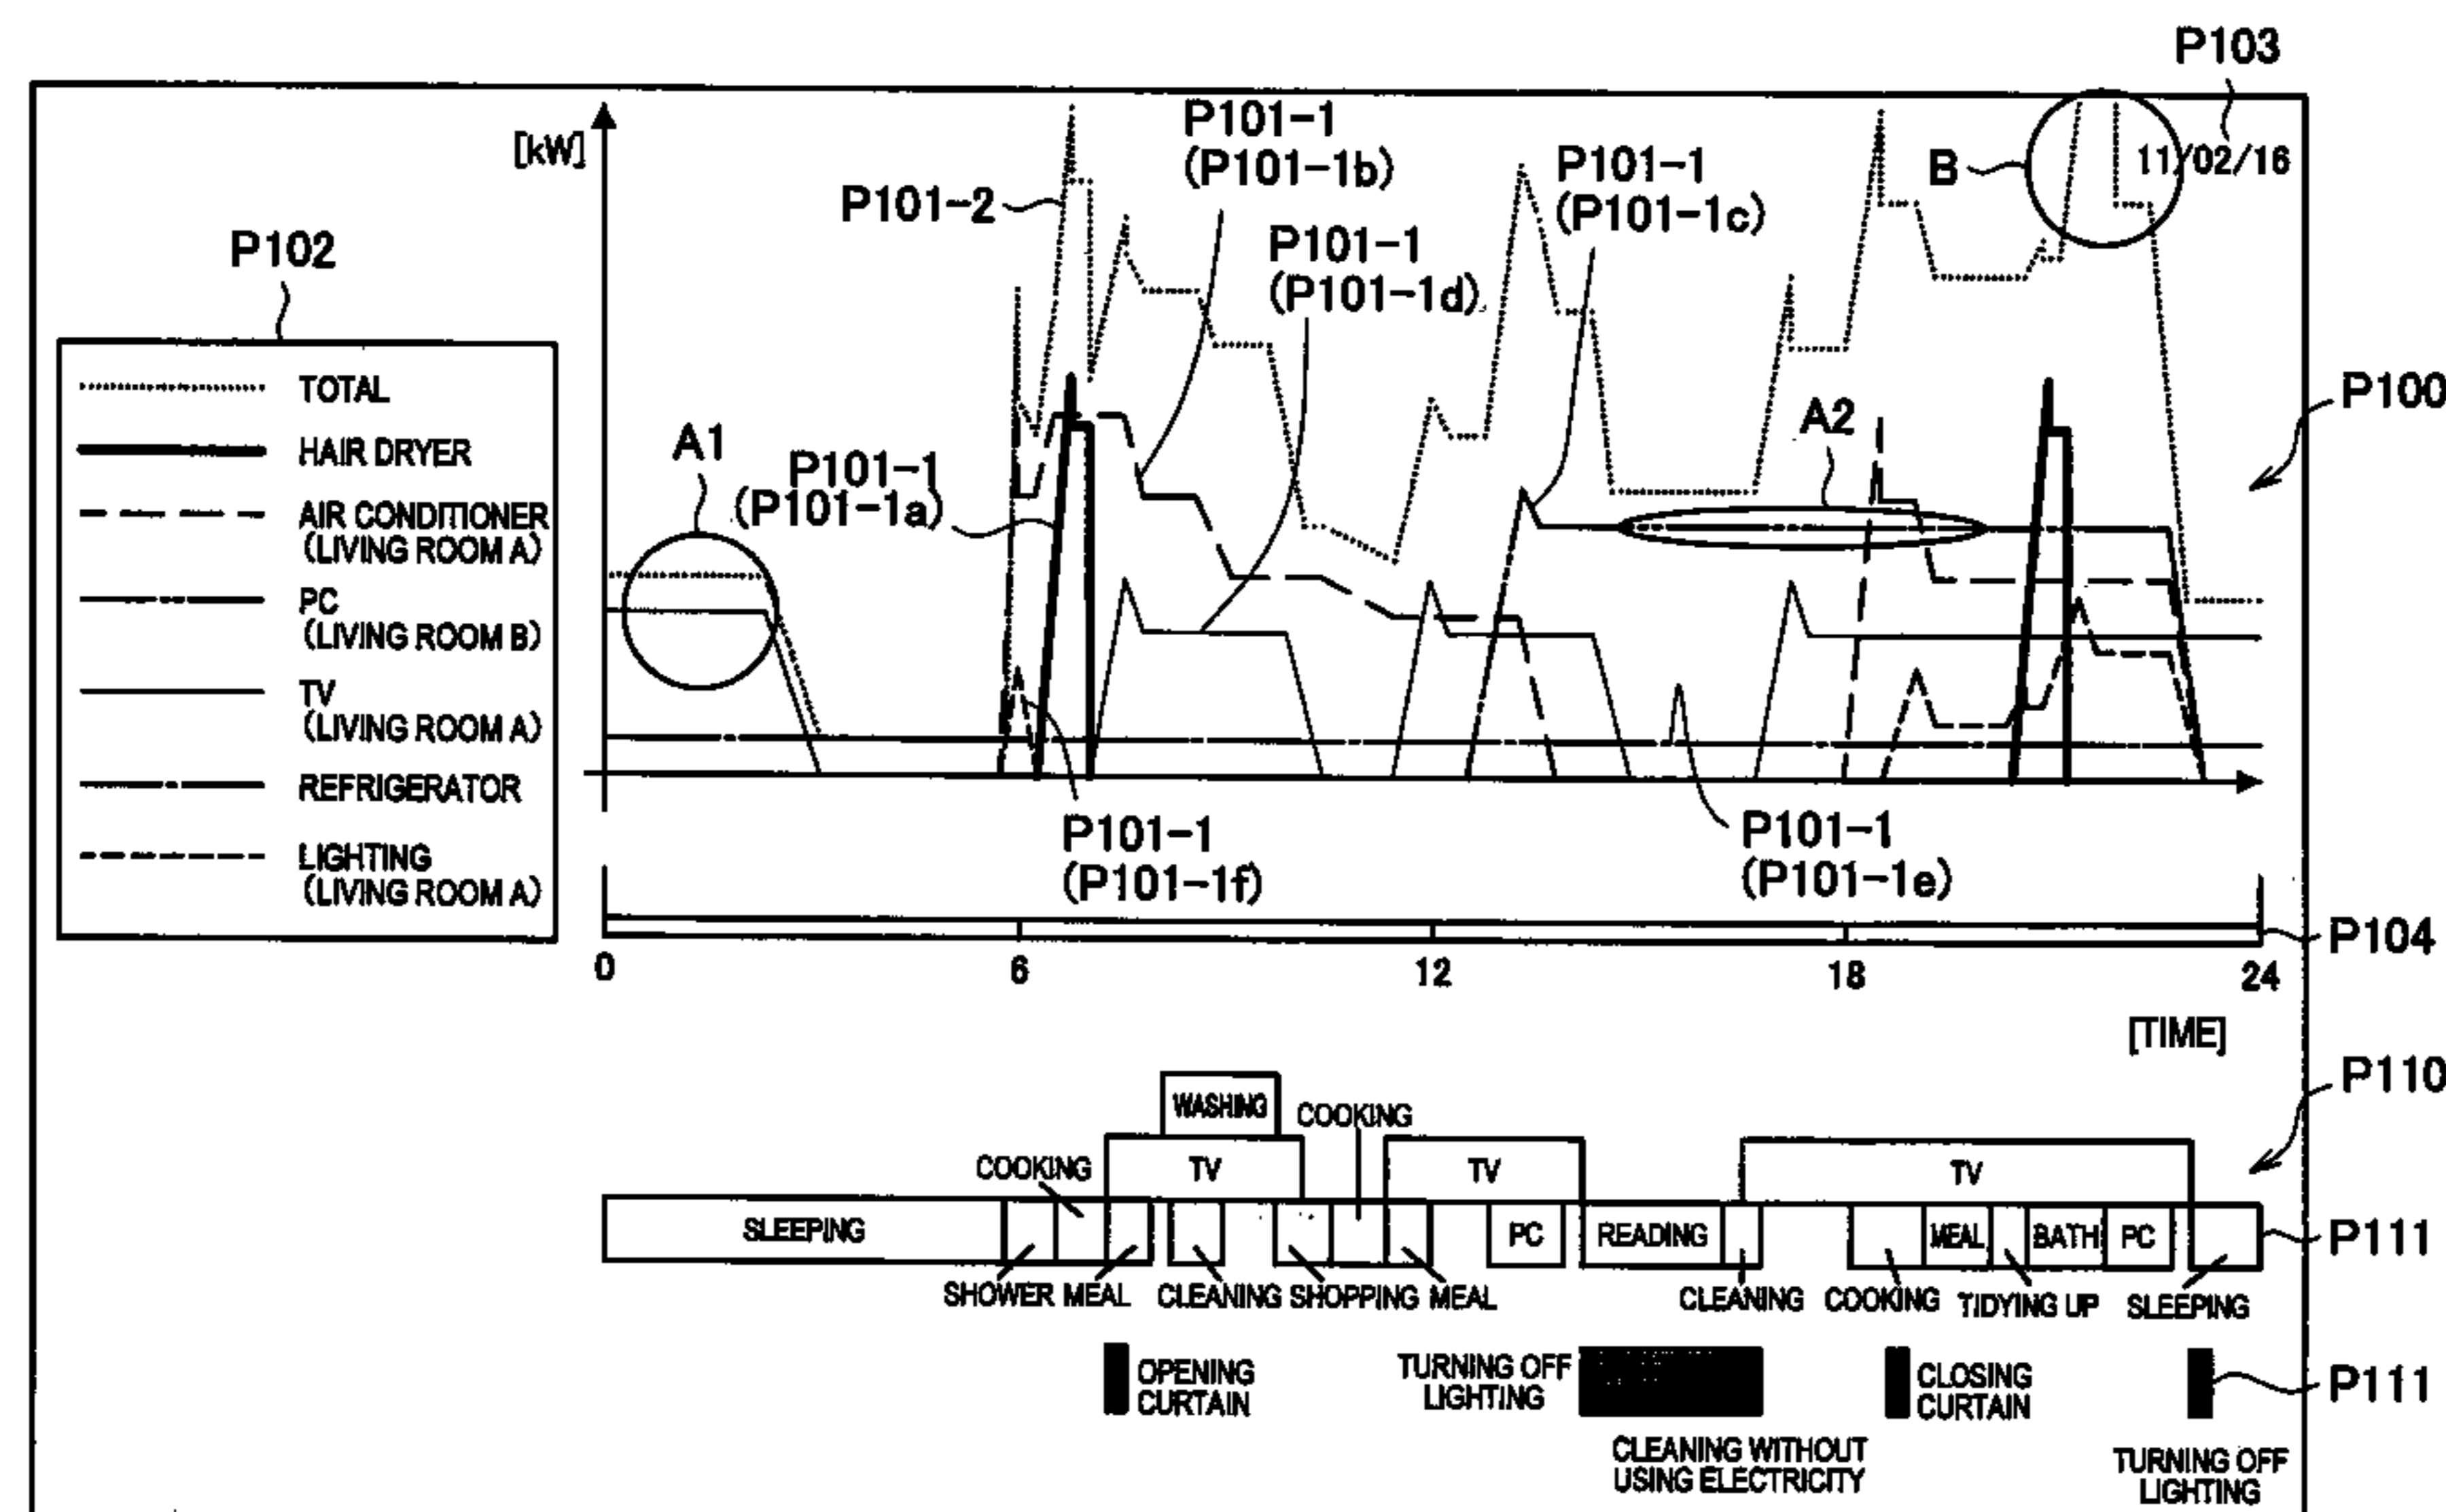 P103
[kW]
P101-1
(P101-1b)
P101-1
(P101-1c)
B
11/02/16
P101-2
P101-1
(P101-1d)
P102
P100
TOTAL
HAIR DRYER
AIR CONDITIONER
(LIVING ROOM A)
PC
(LIVING ROOM B)
TV
(LIVING ROOM A)
REFRIGERATOR
LIGHTING
(LIVING ROOM A)
A1
P101-1
(P101-1a)
A2
P101-1
(P101-1f)
P101-1
(P101-1e)
P104
0 6 12 18 24
[TIME]
P110
WASHING
COOKING
COOKING
TV
TV
TV
SLEEPING
PC
READING
MEAL
BATH
PC
P111
SHOWER MEAL CLEANING SHOPPING MEAL
CLEANING COOKING TIDYING UP SLEEPING
OPENING
CURTAIN
TURNING OFF
LIGHTING
CLOSING
CURTAIN
P111
CLEANING WITHOUT
USING ELECTRICITY
TURNING OFF
LIGHTING